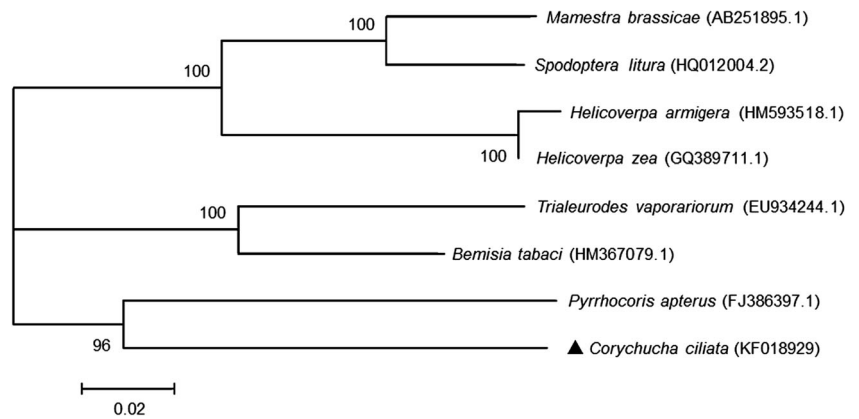 Mamestra brassicae (AB251895.1)
100
Spodoptera litura (HQ012004.2)
100
Helicoverpa armigera (HM593518.1)
100
Helicoverpa zea (GQ389711.1)
Trialeurodes vaporariorum (EU934244.1)
100
Bemisia tabaci (HM367079.1)
Pyrrhocoris apterus (FJ386397.1)
96
Corychucha ciliata (KF018929)
0.02